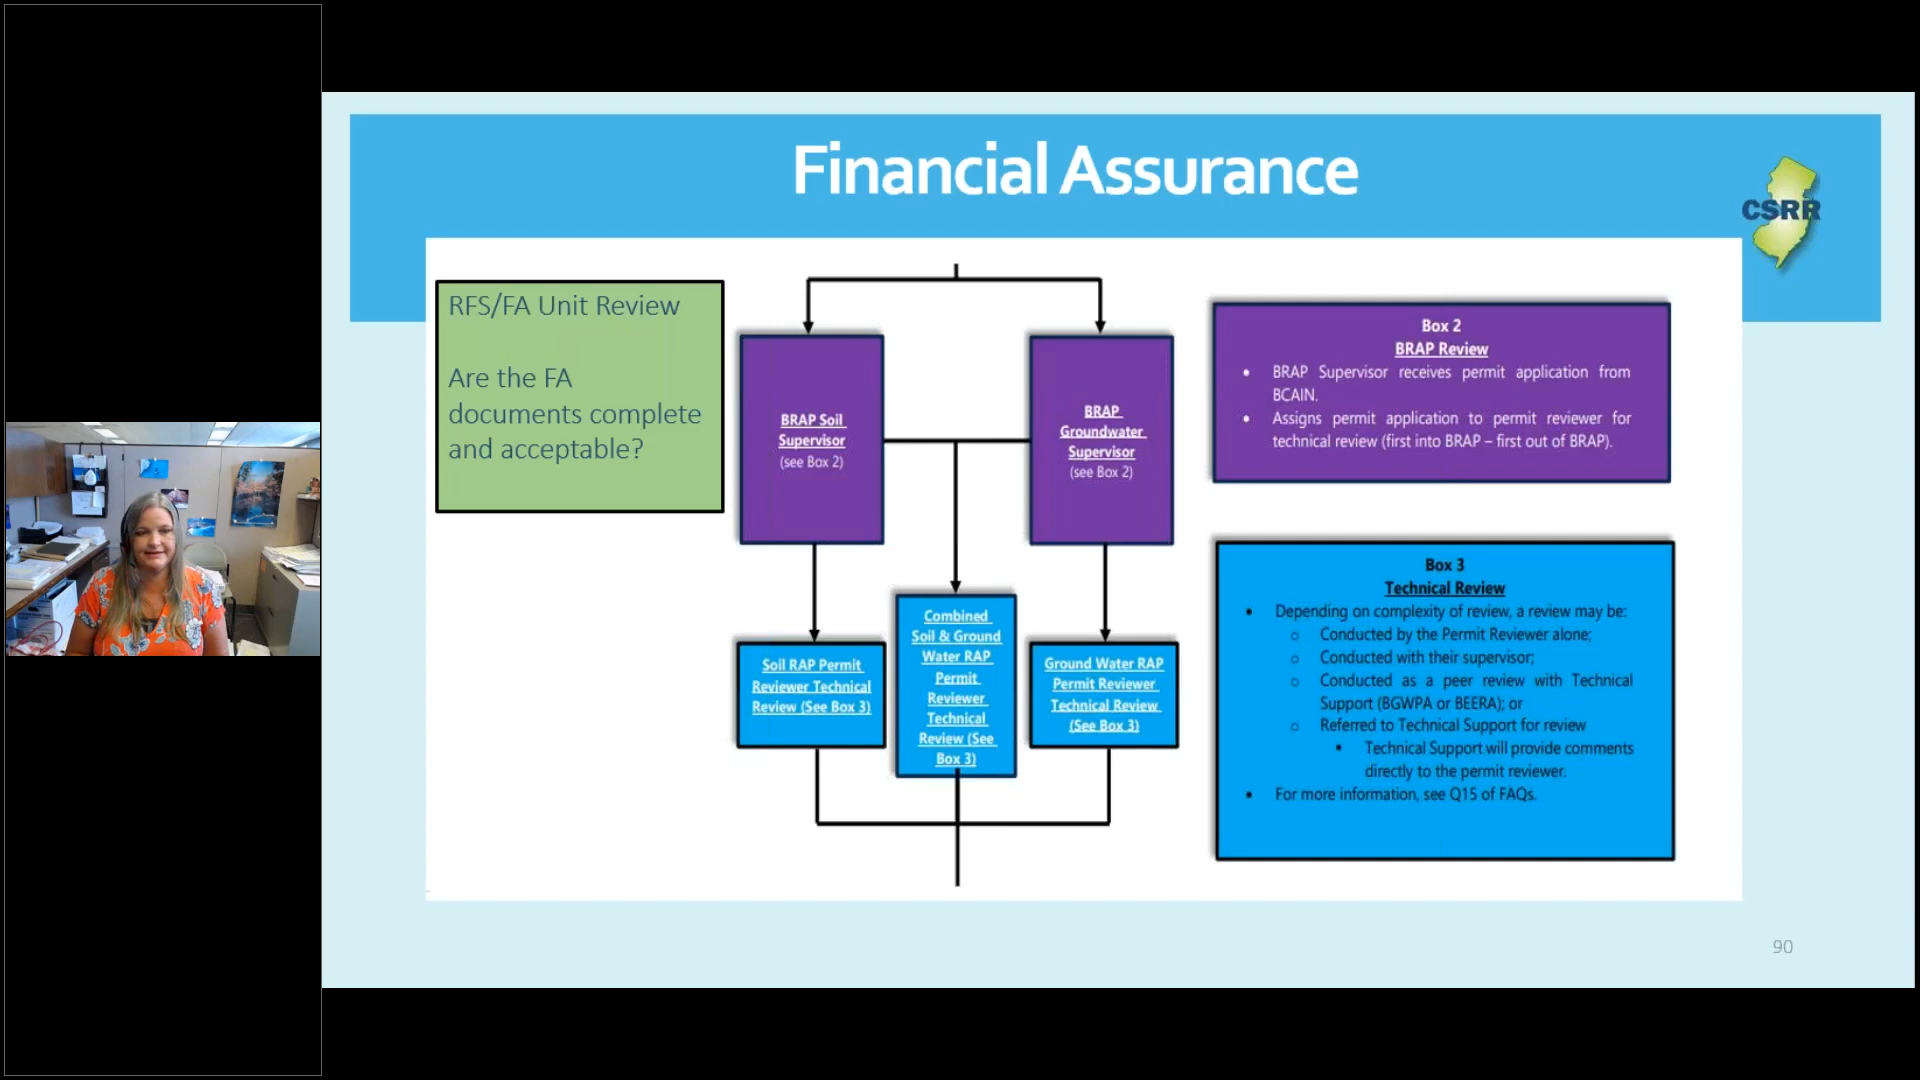 Financial Assurance
CSRR
RFS/FA Unit Review
Are the FA
documents complete
and acceptable?
BRAP Soil
Supervisor
(see Box 2)
BRAP
Groundwater
Supervisor
(see Box 2)
Box 2
BRAP Review
• BRAP Supervisor receives permit application from
BCAIN.
• Assigns permit application to permit reviewer for
technical review (first into BRAP – first out of BRAP).
Soil RAP Permit
Reviewer Technical
Review (See Box 3)
Combined
Soil & Ground
Water RAP
Permit
Reviewer
Technical
Review (See
Box 3)
Ground Water RAP
Permit Reviewer
Technical Review
(See Box 3)
Box 3
Technical Review
• Depending on complexity of review, a review may be:
o Conducted by the Permit Reviewer alone;
o Conducted with their supervisor;
o Conducted as a peer review with Technical
Support (BGWPA or BEERA); or
o Referred to Technical Support for review
▪ Technical Support will provide comments
directly to the permit reviewer.
• For more information, see Q15 of FAQs.
90